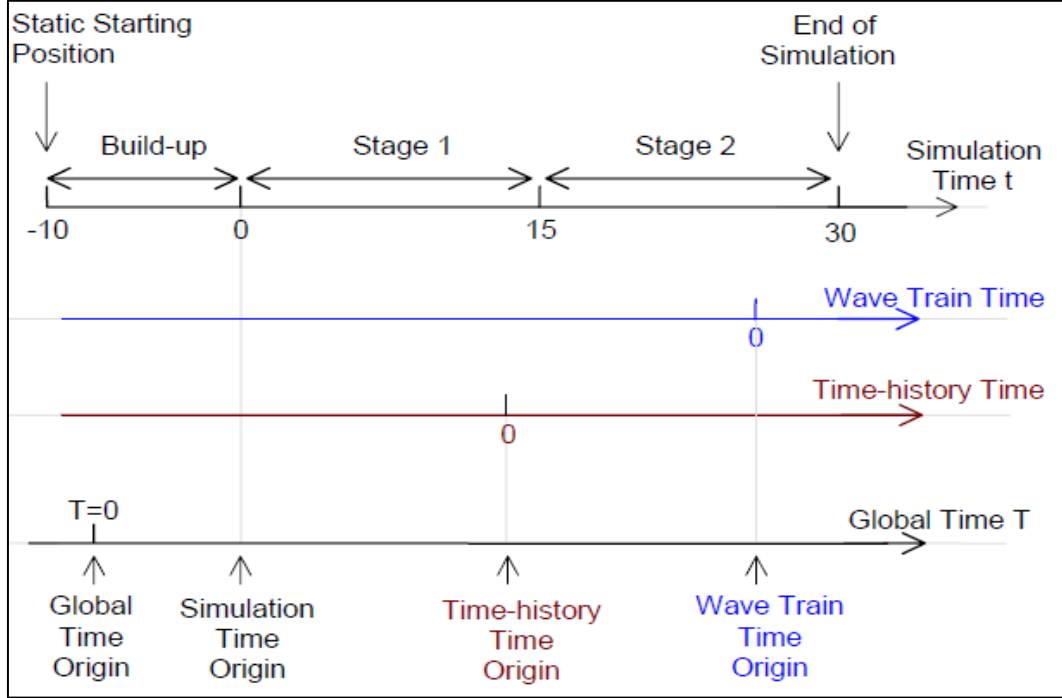 Static Starting
Position
End of
Simulation
Build-up
Stage 1
Stage 2
Simulation
Time t
-10
0
15
30
Wave Train Time
0
Time-history Time
0
T=0
Global Time T
Global
Time
Origin
Simulation
Time
Origin
Time-history
Time
Origin
Wave Train
Time
Origin